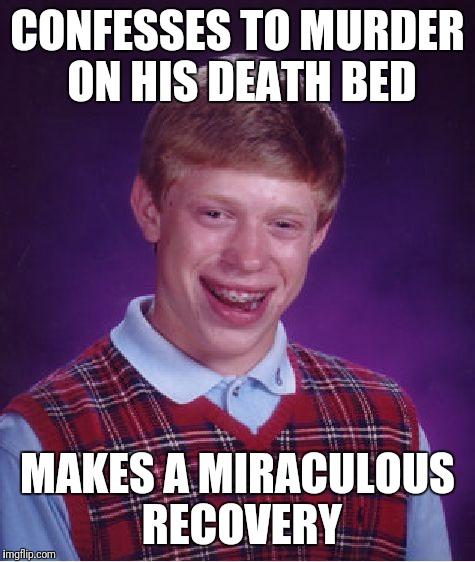 CONFESSES TO MURDER
ON HIS DEATH BED
MAKES A MIRACULOUS
RECOVERY
imgflip.com